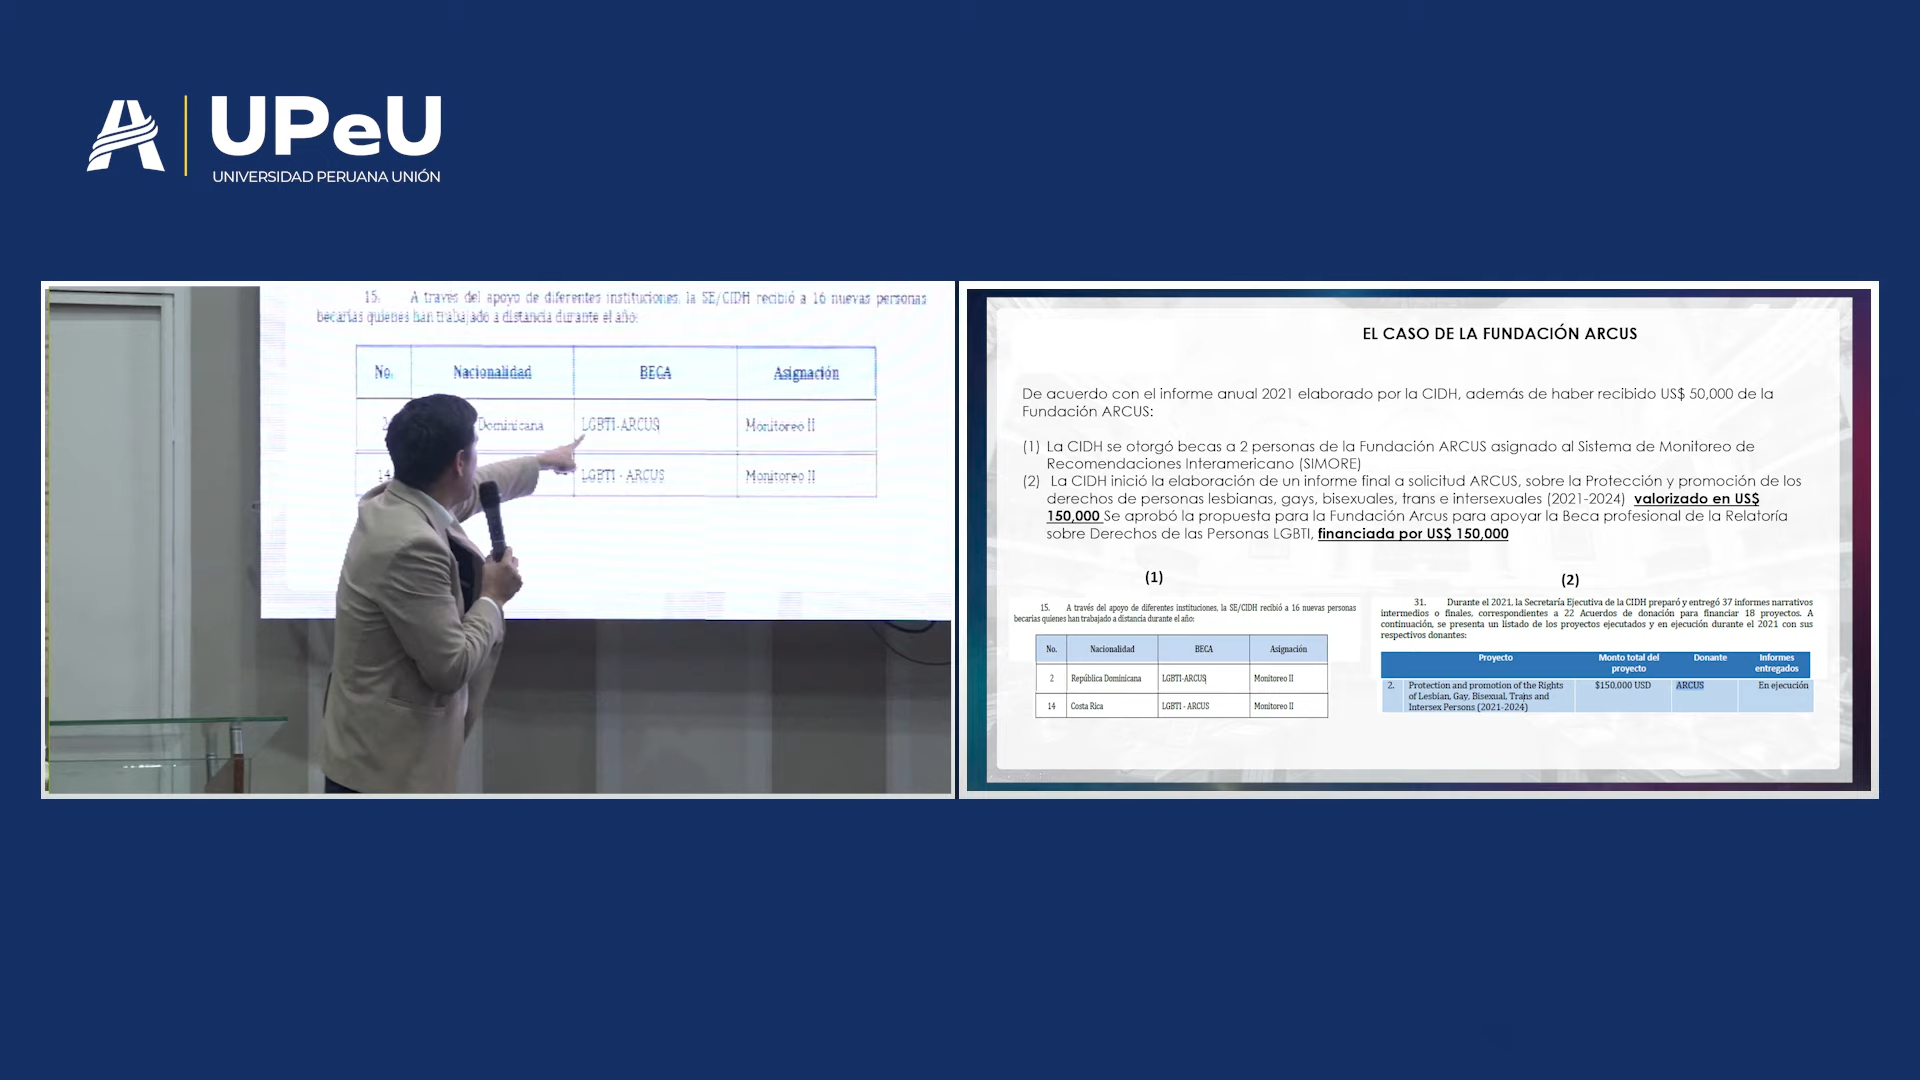 UPeU
UNIVERSIDAD PERUANA UNIÓN
15. A través del apoyo de diferentes instituciones, la SE/CIDH recibió a 16 nuevas personas
becarias quienes han trabajado a distancia durante el año:
No. Nacionalidad BECA Asignación
2 Dominicana LGBTI-ARCUS Monitoreo II
14 LGBTI - ARCUS Monitoreo II
EL CASO DE LA FUNDACIÓN ARCUS
De acuerdo con el informe anual 2021 elaborado por la CIDH, además de haber recibido US$ 50,000 de la
Fundación ARCUS:
(1) La CIDH se otorgó becas a 2 personas de la Fundación ARCUS asignado al Sistema de Monitoreo de
Recomendaciones Interamericano (SIMORE)
(2) La CIDH inició la elaboración de un informe final a solicitud ARCUS, sobre la Protección y promoción de los
derechos de personas lesbianas, gays, bisexuales, trans e intersexuales (2021-2024) valorizado en US$
150,000 Se aprobó la propuesta para la Fundación Arcus para apoyar la Beca profesional de la Relatoría
sobre Derechos de las Personas LGBTI, financiada por US$ 150,000
(1)
15. A través del apoyo de diferentes instituciones, la SE/CIDH recibió a 16 nuevas personas
becarias quienes han trabajado a distancia durante el año:
No. Nacionalidad BECA Asignación
2 República Dominicana LGBTI-ARCUS Monitoreo II
14 Costa Rica LGBTI - ARCUS Monitoreo II
(2)
31. Durante el 2021, la Secretaría Ejecutiva de la CIDH preparó y entregó 37 informes narrativos
intermedios o finales, correspondientes a 22 Acuerdos de donación para financiar 18 proyectos. A
continuación, se presenta un listado de los proyectos ejecutados y en ejecución durante el 2021 con sus
respectivos donantes:
Proyecto Monto total del proyecto Donante Informes entregados
2. Protection and promotion of the Rights $150,000 USD ARCUS En ejecución
of Lesbian, Gay, Bisexual, Trans and
Intersex Persons (2021-2024)